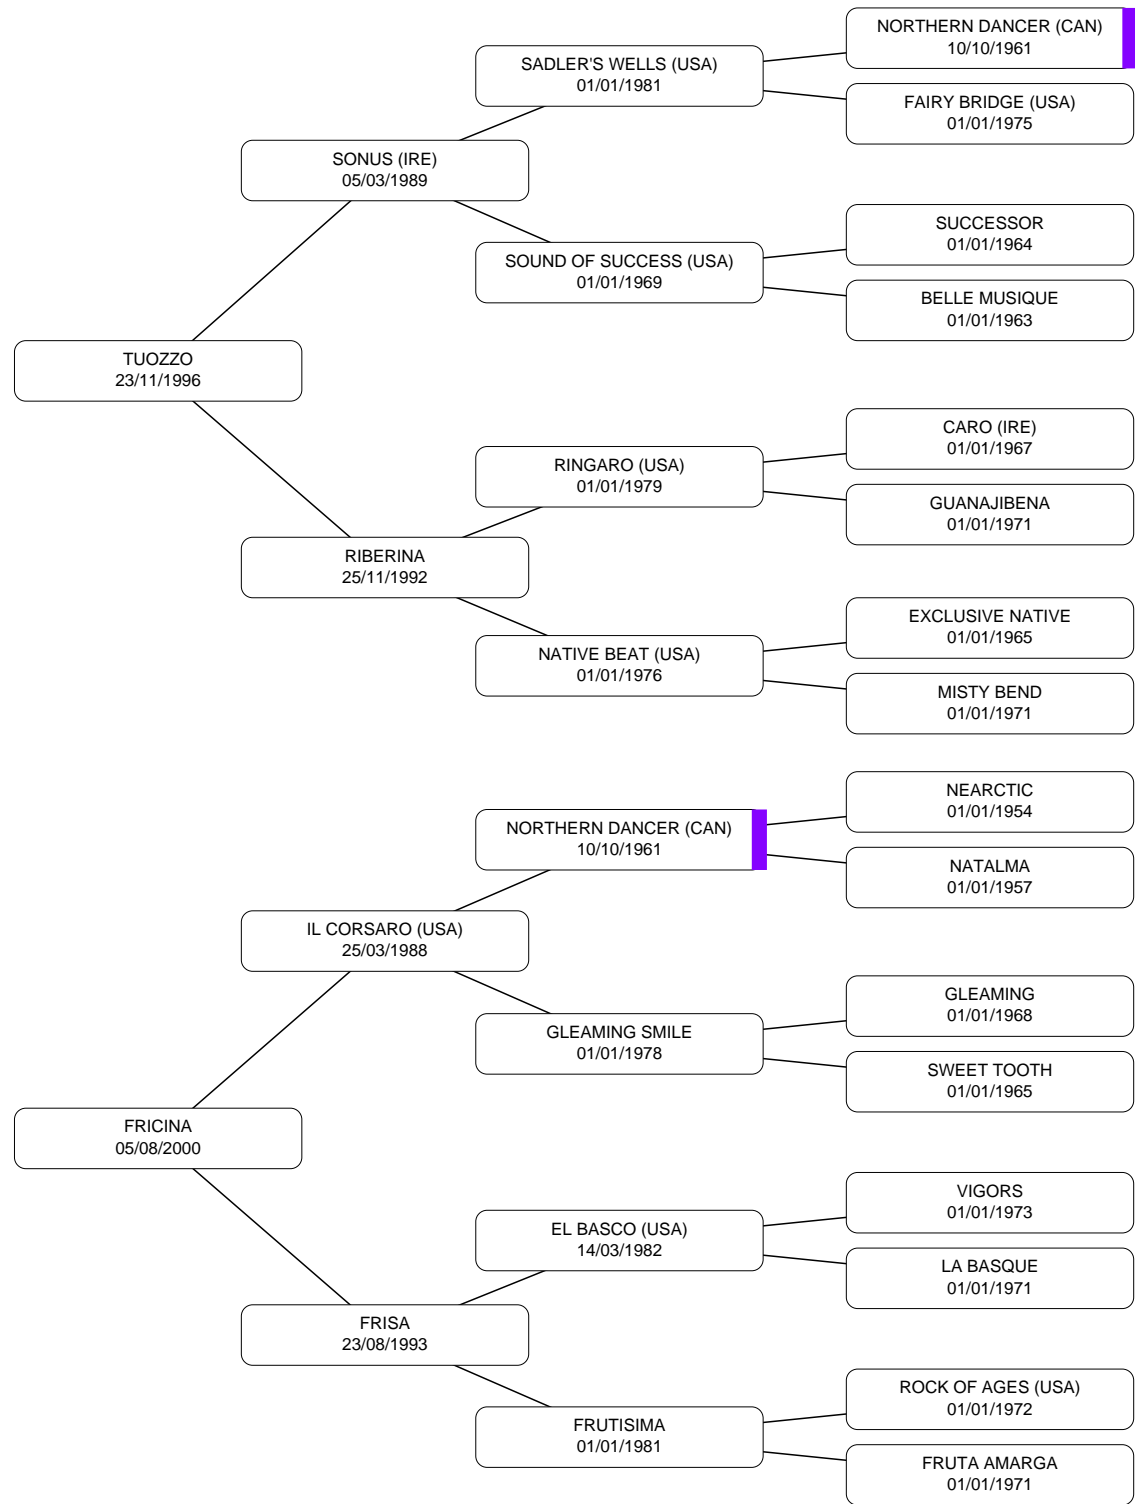 NORTHERN DANCER (CAN)
10/10/1961
SADLER'S WELLS (USA)
01/01/1981
FAIRY BRIDGE (USA)
01/01/1975
SONUS (IRE)
05/03/1989
SUCCESSOR
01/01/1964
SOUND OF SUCCESS (USA)
01/01/1969
BELLE MUSIQUE
01/01/1963
TUOZZO
23/11/1996
CARO (IRE)
01/01/1967
RINGARO (USA)
01/01/1979
GUANAJIBENA
01/01/1971
RIBERINA
25/11/1992
EXCLUSIVE NATIVE
01/01/1965
NATIVE BEAT (USA)
01/01/1976
MISTY BEND
01/01/1971
NEARCTIC
01/01/1954
NORTHERN DANCER (CAN)
10/10/1961
NATALMA
01/01/1957
IL CORSARO (USA)
25/03/1988
GLEAMING
01/01/1968
GLEAMING SMILE
01/01/1978
SWEET TOOTH
01/01/1965
FRICINA
05/08/2000
VIGORS
01/01/1973
EL BASCO (USA)
14/03/1982
LA BASQUE
01/01/1971
FRISA
23/08/1993
ROCK OF AGES (USA)
01/01/1972
FRUTISIMA
01/01/1981
FRUTA AMARGA
01/01/1971